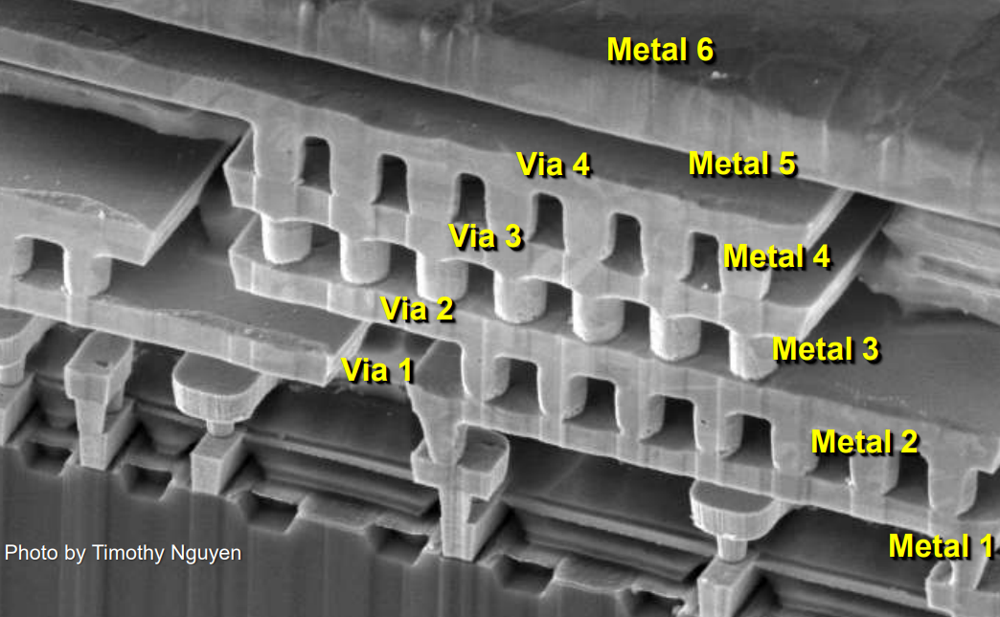 Metal 6
Via 4
Metal 5
Via 3
Metal 4
Via 2
Metal 3
Via 1
Metal 2
Metal 1
Photo by Timothy Nguyen